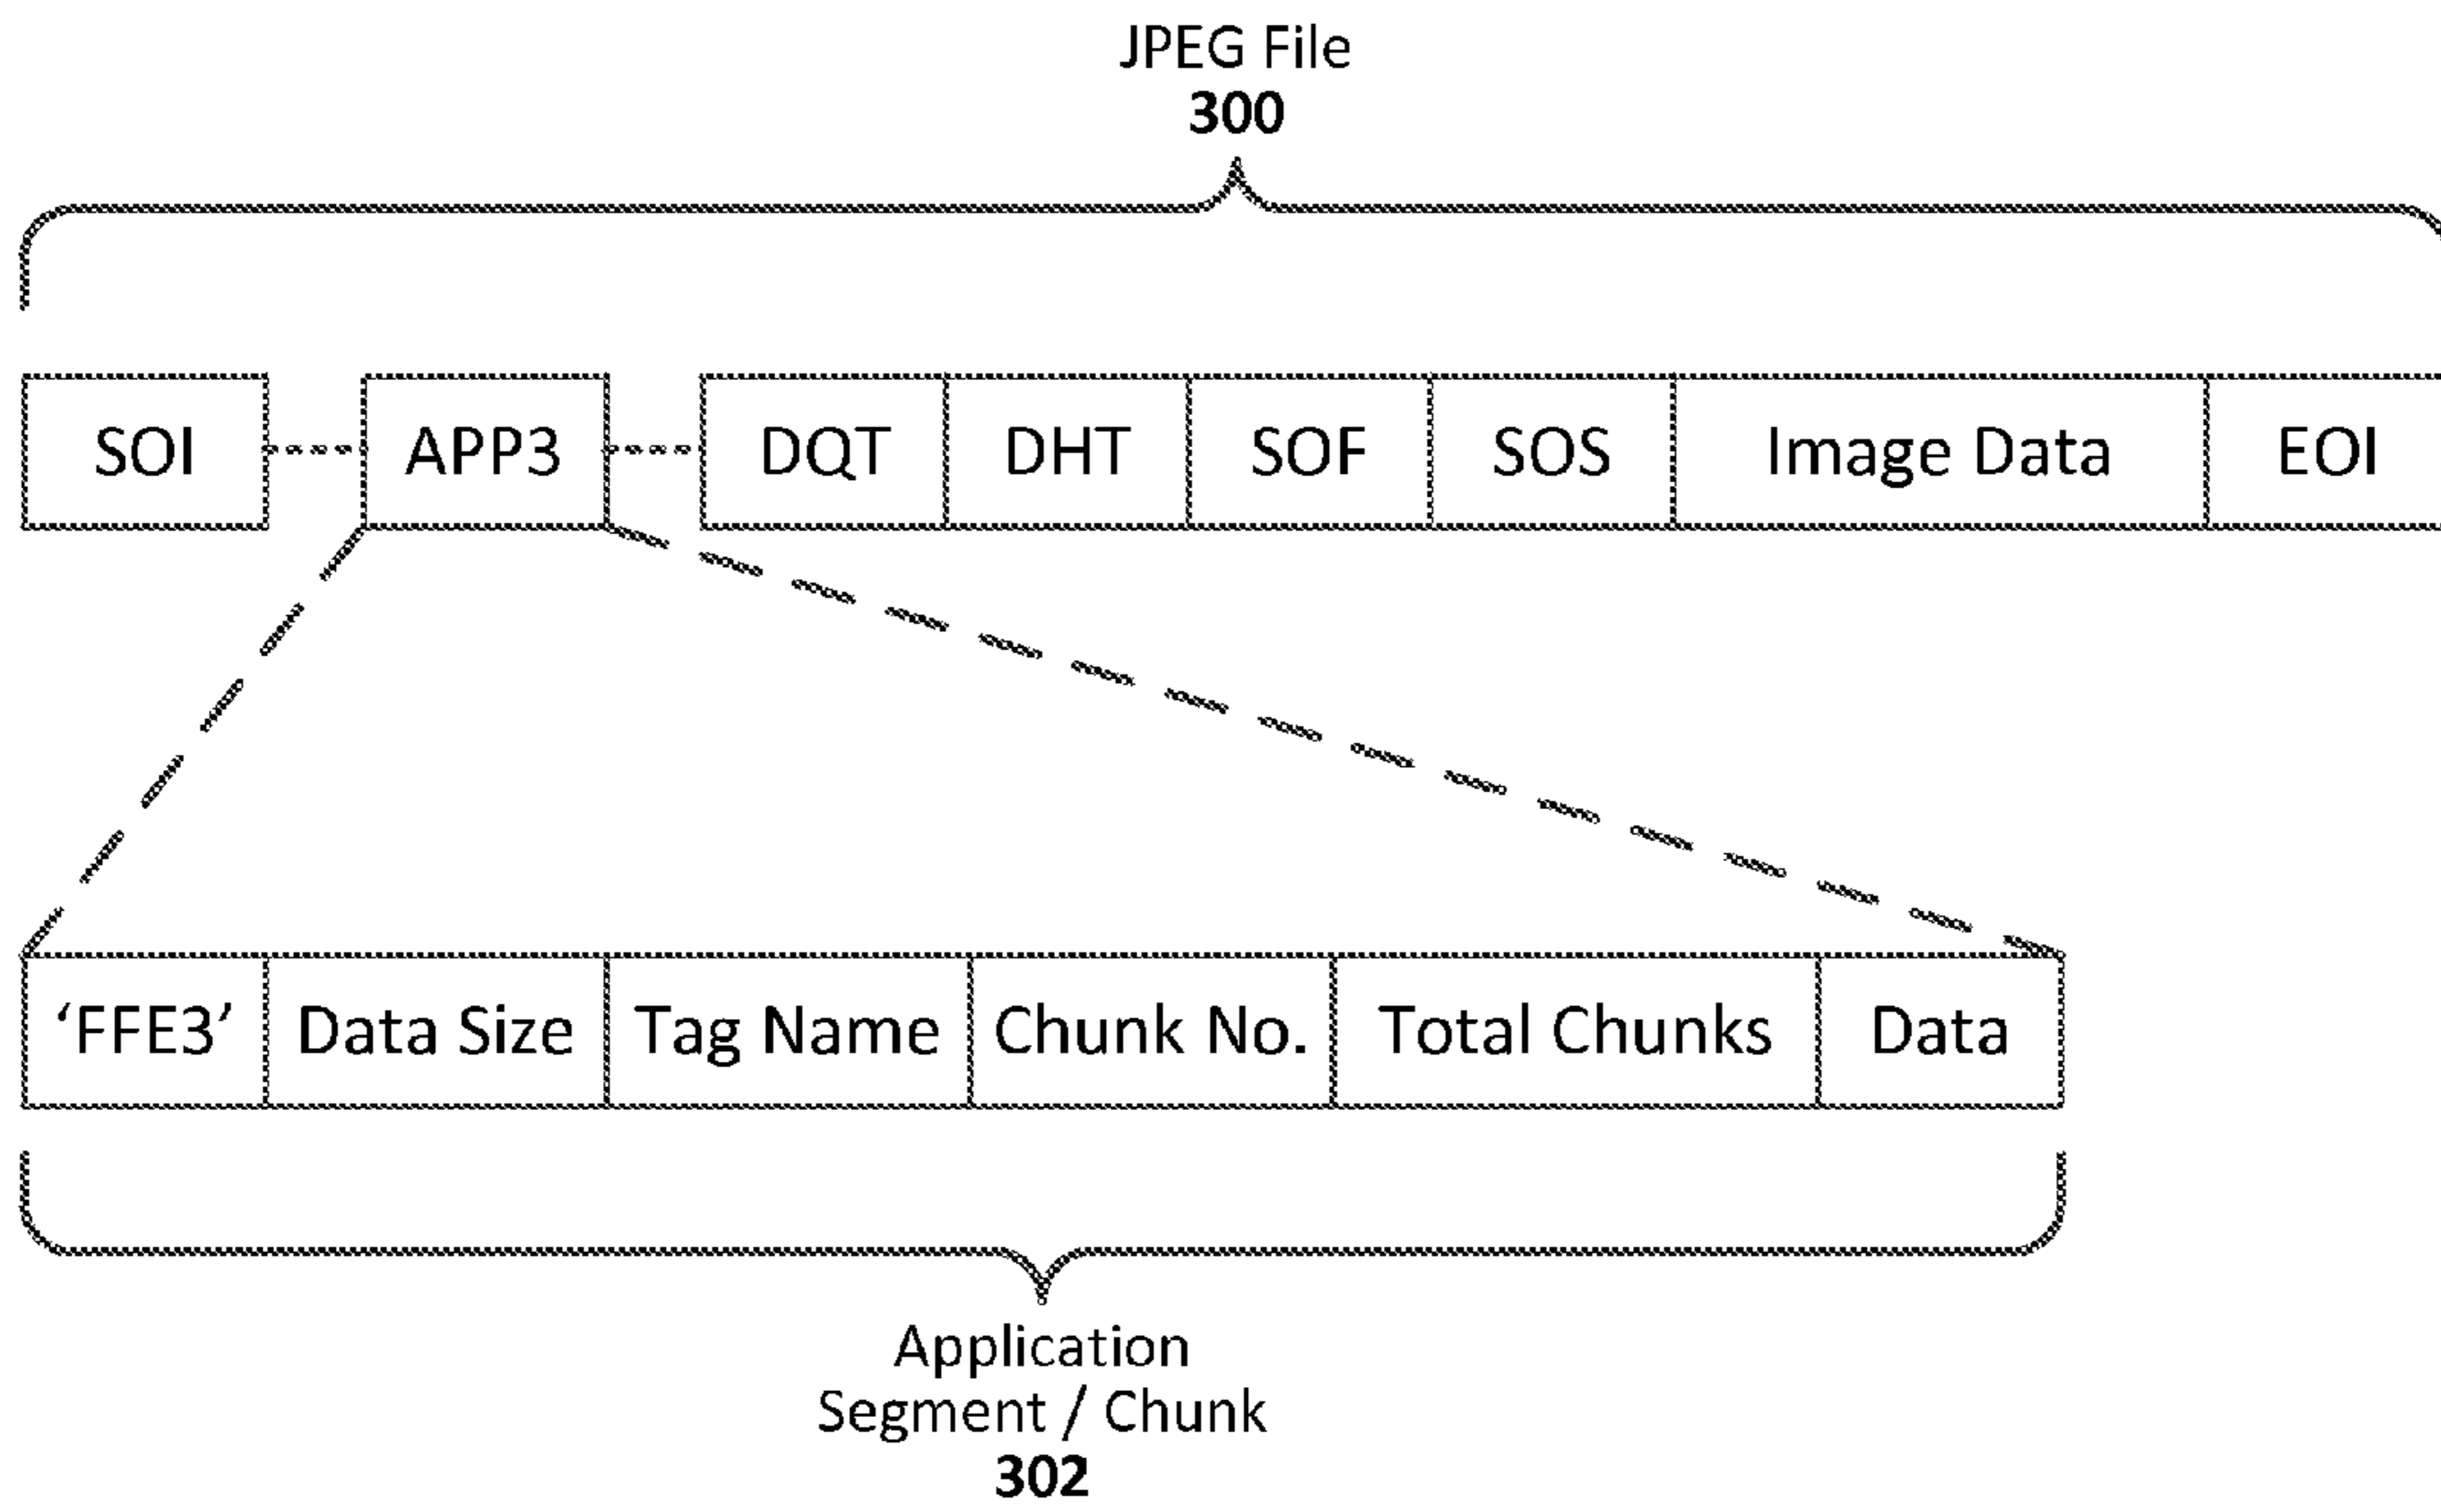 JPEG File
300
SOI APP3 DQT DHT SOF SOS Image Data EOI
‘FFE3’ Data Size Tag Name Chunk No. Total Chunks Data
Application
Segment / Chunk
302